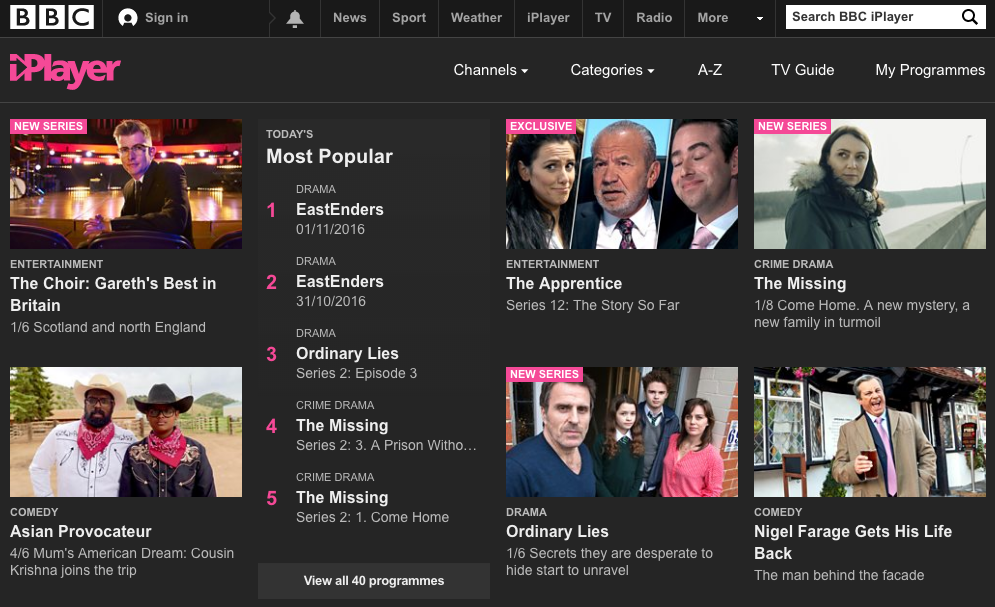 BBC
Sign in
News
Sport
Weather
iPlayer
TV
Radio
More
Search BBC iPlayer
iPlayer
Channels
Categories
A-Z
TV Guide
My Programmes
NEW SERIES
ENTERTAINMENT
The Choir: Gareth's Best in
Britain
1/6 Scotland and north England
TODAY'S
Most Popular
DRAMA
1 EastEnders
01/11/2016
DRAMA
2 EastEnders
31/10/2016
DRAMA
3 Ordinary Lies
Series 2: Episode 3
CRIME DRAMA
4 The Missing
Series 2: 3. A Prison Witho…
CRIME DRAMA
5 The Missing
Series 2: 1. Come Home
View all 40 programmes
EXCLUSIVE
ENTERTAINMENT
The Apprentice
Series 12: The Story So Far
NEW SERIES
CRIME DRAMA
The Missing
1/8 Come Home. A new mystery, a
new family in turmoil
COMEDY
Asian Provocateur
4/6 Mum's American Dream: Cousin
Krishna joins the trip
NEW SERIES
DRAMA
Ordinary Lies
1/6 Secrets they are desperate to
hide start to unravel
COMEDY
Nigel Farage Gets His Life
Back
The man behind the facade